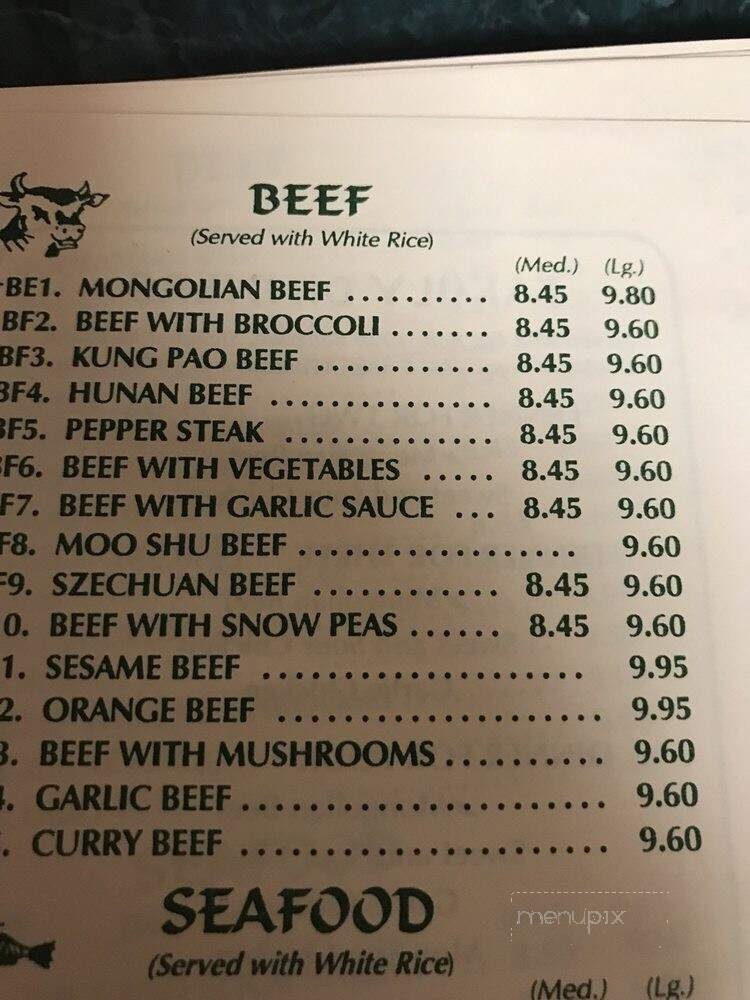 BEEF
(Served with White Rice)
(Med.) (Lg.)
BE1. MONGOLIAN BEEF .......... 8.45 9.80
BF2. BEEF WITH BROCCOLI ....... 8.45 9.60
BF3. KUNG PAO BEEF ............ 8.45 9.60
BF4. HUNAN BEEF ............... 8.45 9.60
BF5. PEPPER STEAK .............. 8.45 9.60
F6. BEEF WITH VEGETABLES ..... 8.45 9.60
F7. BEEF WITH GARLIC SAUCE ... 8.45 9.60
F8. MOO SHU BEEF .................. 9.60
F9. SZECHUAN BEEF ............ 8.45 9.60
0. BEEF WITH SNOW PEAS ...... 8.45 9.60
1. SESAME BEEF ..................... 9.95
2. ORANGE BEEF ..................... 9.95
3. BEEF WITH MUSHROOMS .......... 9.60
4. GARLIC BEEF ....................... 9.60
. CURRY BEEF ....................... 9.60
SEAFOOD
(Served with White Rice)
menupix
(Med.) (Lg.)